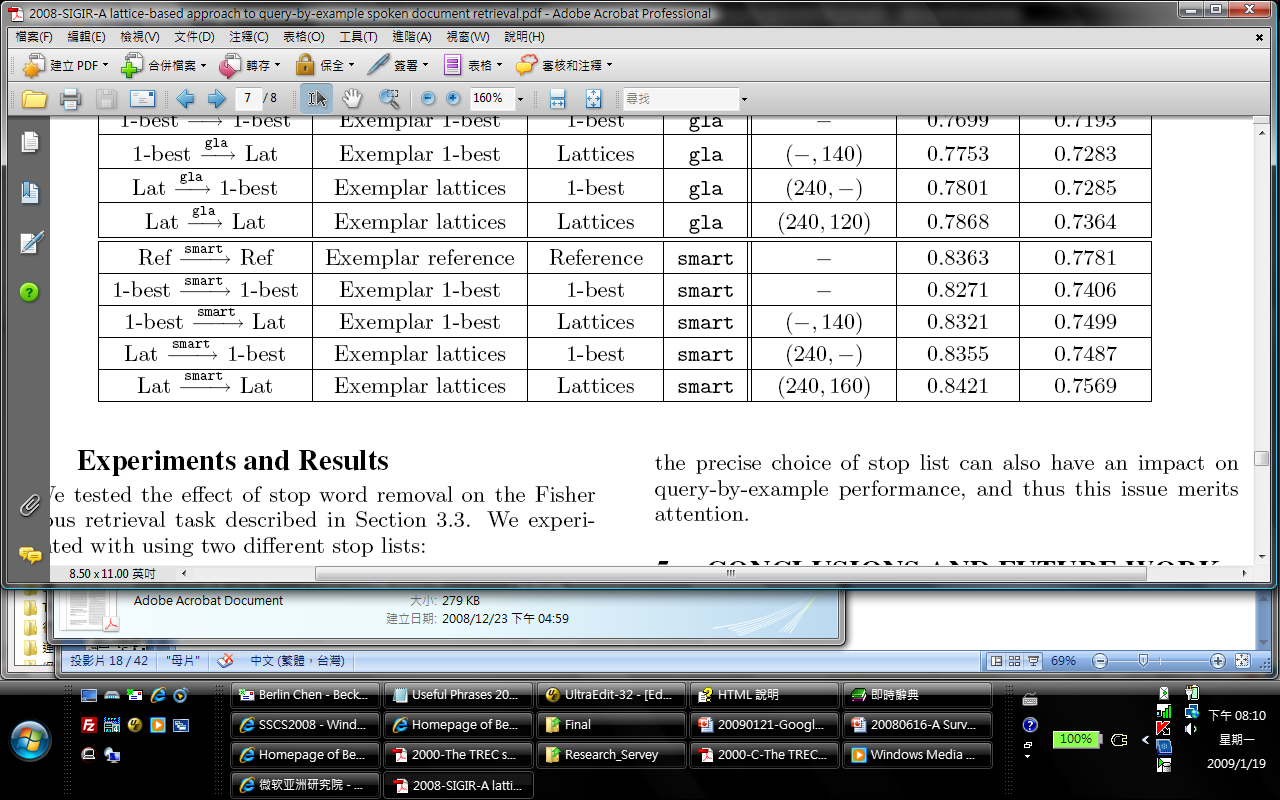 2008-SIGIR-A lattice-based approach to query-by-example spoken document retrieval.pdf - Adobe Acrobat Professional
檔案(F) 編輯(E) 檢視(V) 文件(D) 注釋(C) 表格(O) 工具(T) 進階(A) 視窗(W) 說明(H)
建立 PDF 合併檔案 轉存 保全 簽署 表格 審核和注釋
7 / 8 160% 尋找
1-best → 1-best Exemplar 1-best 1-best gla − 0.7699 0.7193
1-best gla→ Lat Exemplar 1-best Lattices gla (−, 140) 0.7753 0.7283
Lat gla→ 1-best Exemplar lattices 1-best gla (240, −) 0.7801 0.7285
Lat gla→ Lat Exemplar lattices Lattices gla (240, 120) 0.7868 0.7364
Ref smart→ Ref Exemplar reference Reference smart − 0.8363 0.7781
1-best smart→ 1-best Exemplar 1-best 1-best smart − 0.8271 0.7406
1-best smart→ Lat Exemplar 1-best Lattices smart (−, 140) 0.8321 0.7499
Lat smart→ 1-best Exemplar lattices 1-best smart (240, −) 0.8355 0.7487
Lat smart→ Lat Exemplar lattices Lattices smart (240, 160) 0.8421 0.7569
Experiments and Results
We tested the effect of stop word removal on the Fisher
ous retrieval task described in Section 3.3. We experi-
ted with using two different stop lists:
the precise choice of stop list can also have an impact on
query-by-example performance, and thus this issue merits
attention.
5. CONCLUSIONS AND FUTURE WORK
8.50 x 11.00 英吋
Adobe Acrobat Document 大小: 279 KB
建立日期: 2008/12/23 下午 04:59
投影片 18 / 42 "母片" 中文 (繁體，台灣) 69%
Berlin Chen - Beck... Useful Phrases 20... UltraEdit-32 - [Ed... HTML 說明 即時辭典
SSCS2008 - Wind... Homepage of Be... Final 20090121-Googl... 20080616-A Surv...
Homepage of Be... 2000-The TREC s... Research_Servey 2000-C-The TREC... Windows Media ...
微软亚洲研究院 - ... 2008-SIGIR-A latti...
100%
下午 08:10
星期一
2009/1/19